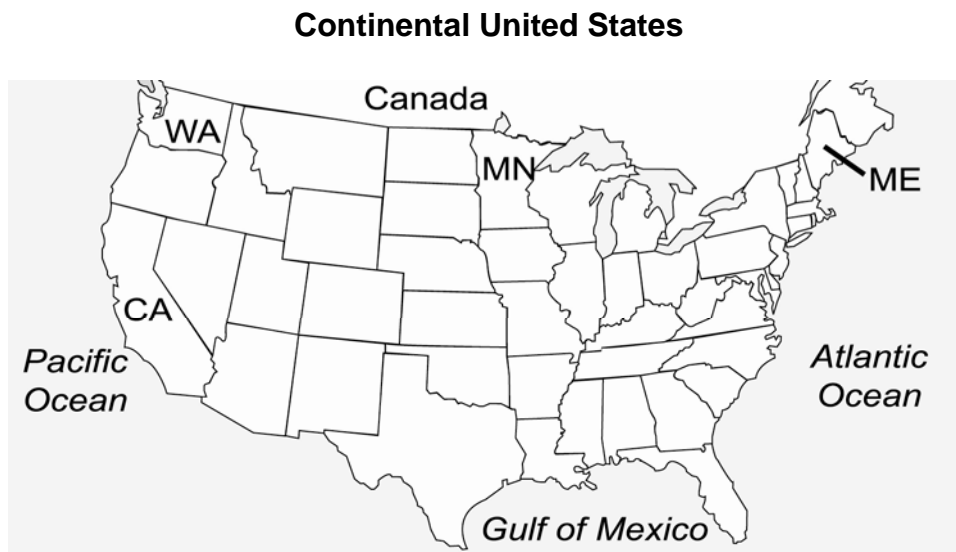 Continental United States
Canada
WA
MN
ME
CA
Pacific
Ocean
Atlantic
Ocean
Gulf of Mexico